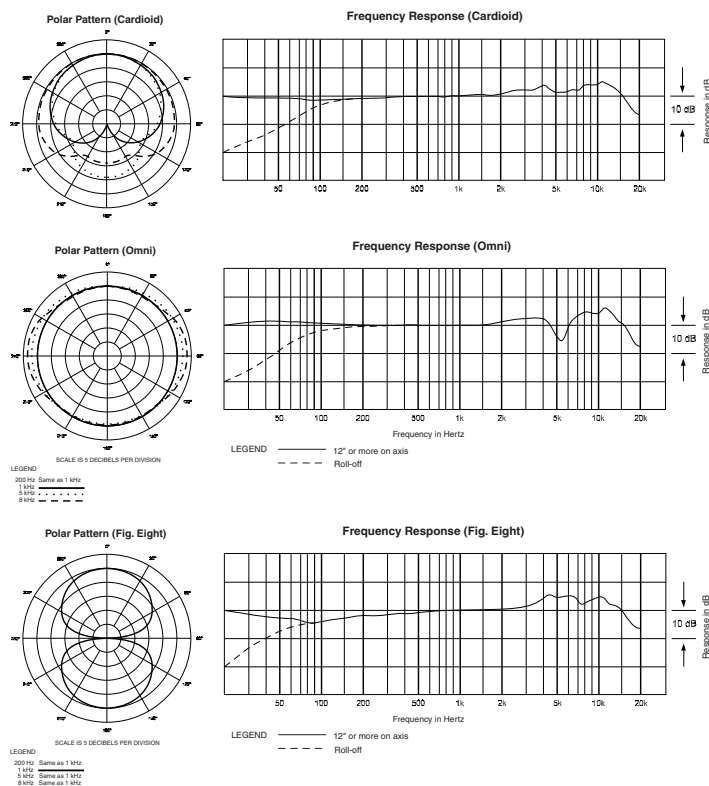 Polar Pattern (Cardioid)
Frequency Response (Cardioid)
0°
10 dB
Response in dB
50 100 200 500 1k 2k 5k 10k 20k
Polar Pattern (Omni)
Frequency Response (Omni)
10 dB
Response in dB
50 100 200 500 1k 2k 5k 10k 20k
Frequency in Hertz
SCALE IS 5 DECIBELS PER DIVISION
LEGEND 12" or more on axis
Roll-off
LEGEND
200 Hz Same as 1 kHz
1 kHz
5 kHz
8 kHz
Polar Pattern (Fig. Eight)
Frequency Response (Fig. Eight)
10 dB
Response in dB
50 100 200 500 1k 2k 5k 10k 20k
Frequency in Hertz
SCALE IS 5 DECIBELS PER DIVISION
LEGEND 12" or more on axis
Roll-off
LEGEND
200 Hz Same as 1 kHz
1 kHz
5 kHz Same as 1 kHz
8 kHz Same as 1 kHz